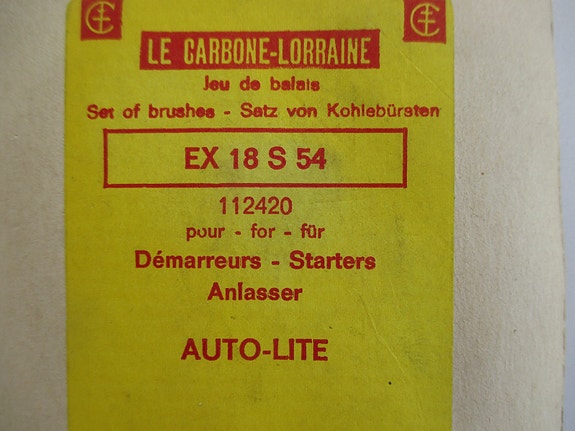 LE CARBONE-LORRAINE
Jeu de balais
Set of brushes - Satz von Kohlebürsten
EX 18 S 54
112420
pour - for - für
Démarreurs - Starters
Anlasser
AUTO-LITE